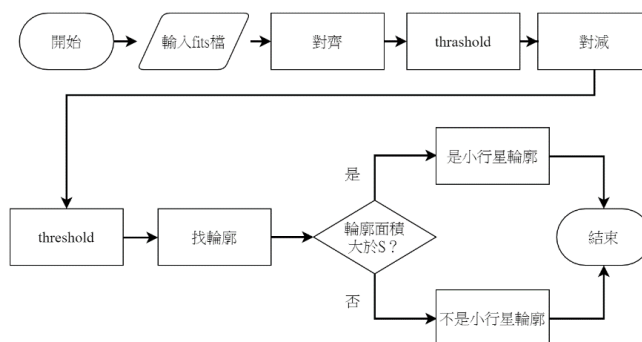 開始
輸入fits檔
對齊
thrashold
對減
threshold
找輪廓
輪廓面積
大於S？
是
是小行星輪廓
否
不是小行星輪廓
結束